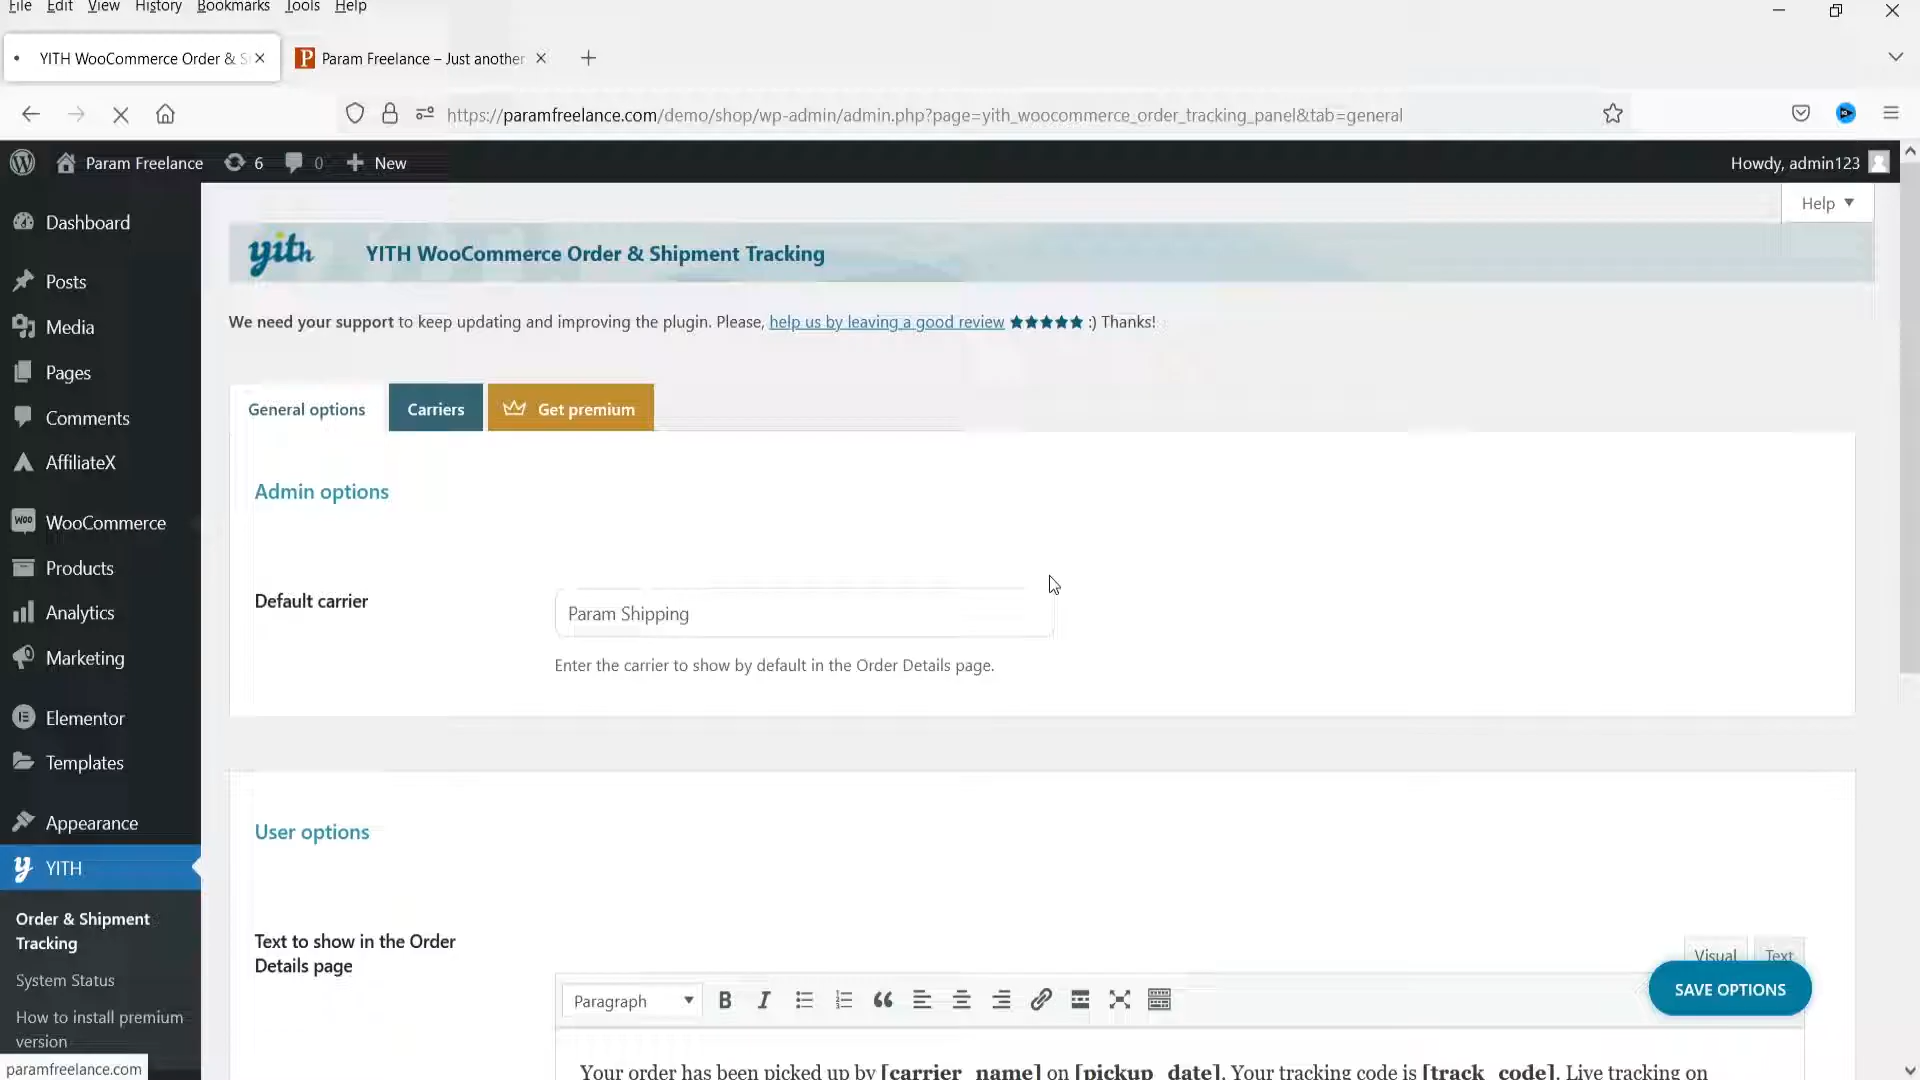 File Edit View History Bookmarks Tools Help
YITH WooCommerce Order & S
Param Freelance – Just another
https://paramfreelance.com/demo/shop/wp-admin/admin.php?page=yith_woocommerce_order_tracking_panel&tab=general
Param Freelance 6 0 New
Howdy, admin123
Help
Dashboard
Posts
Media
Pages
Comments
AffiliateX
WooCommerce
Products
Analytics
Marketing
Elementor
Templates
Appearance
YITH
Order & Shipment
Tracking
System Status
How to install premium
version
paramfreelance.com
yith
YITH WooCommerce Order & Shipment Tracking
We need your support to keep updating and improving the plugin. Please, help us by leaving a good review ★★★★★ :) Thanks!
General options Carriers Get premium
Admin options
Default carrier
Param Shipping
Enter the carrier to show by default in the Order Details page.
User options
Text to show in the Order
Details page
Visual Text
Paragraph
SAVE OPTIONS
Your order has been picked up by [carrier_name] on [pickup_date]. Your tracking code is [track_code]. Live tracking on